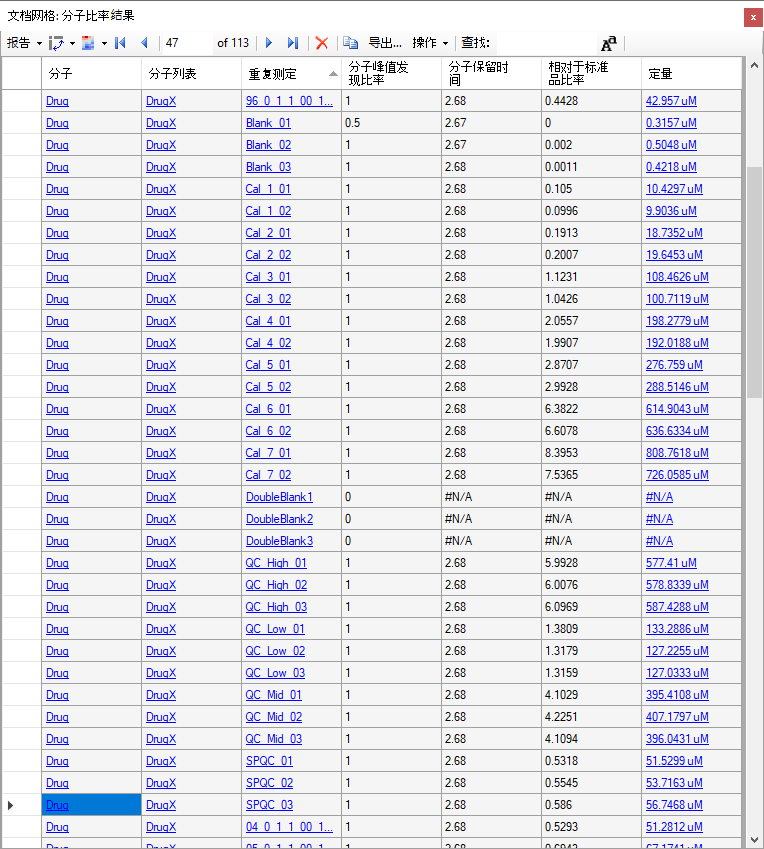 文档网格: 分子比率结果
报告 47 of 113 导出... 操作 查找:
分子 分子列表 重复测定 分子峰值发现比率 分子保留时间 相对于标准品比率 定量
Drug DrugX 96_0_1_1_00_1... 1 2.68 0.4428 42.957 uM
Drug DrugX Blank_01 0.5 2.67 0 0.3157 uM
Drug DrugX Blank_02 1 2.67 0.002 0.5048 uM
Drug DrugX Blank_03 1 2.68 0.0011 0.4218 uM
Drug DrugX Cal_1_01 1 2.68 0.105 10.4297 uM
Drug DrugX Cal_1_02 1 2.68 0.0996 9.9036 uM
Drug DrugX Cal_2_01 1 2.68 0.1913 18.7352 uM
Drug DrugX Cal_2_02 1 2.68 0.2007 19.6453 uM
Drug DrugX Cal_3_01 1 2.68 1.1231 108.4626 uM
Drug DrugX Cal_3_02 1 2.68 1.0426 100.7119 uM
Drug DrugX Cal_4_01 1 2.68 2.0557 198.2779 uM
Drug DrugX Cal_4_02 1 2.68 1.9907 192.0188 uM
Drug DrugX Cal_5_01 1 2.68 2.8707 276.759 uM
Drug DrugX Cal_5_02 1 2.68 2.9928 288.5146 uM
Drug DrugX Cal_6_01 1 2.68 6.3822 614.9043 uM
Drug DrugX Cal_6_02 1 2.68 6.6078 636.6334 uM
Drug DrugX Cal_7_01 1 2.68 8.3953 808.7618 uM
Drug DrugX Cal_7_02 1 2.68 7.5365 726.0585 uM
Drug DrugX DoubleBlank1 0 #N/A #N/A #N/A
Drug DrugX DoubleBlank2 0 #N/A #N/A #N/A
Drug DrugX DoubleBlank3 0 #N/A #N/A #N/A
Drug DrugX QC_High_01 1 2.68 5.9928 577.41 uM
Drug DrugX QC_High_02 1 2.68 6.0076 578.8339 uM
Drug DrugX QC_High_03 1 2.68 6.0969 587.4288 uM
Drug DrugX QC_Low_01 1 2.68 1.3809 133.2886 uM
Drug DrugX QC_Low_02 1 2.68 1.3179 127.2255 uM
Drug DrugX QC_Low_03 1 2.68 1.3159 127.0333 uM
Drug DrugX QC_Mid_01 1 2.68 4.1029 395.4108 uM
Drug DrugX QC_Mid_02 1 2.68 4.2251 407.1797 uM
Drug DrugX QC_Mid_03 1 2.68 4.1094 396.0431 uM
Drug DrugX SPQC_01 1 2.68 0.5318 51.5299 uM
Drug DrugX SPQC_02 1 2.68 0.5545 53.7163 uM
Drug DrugX SPQC_03 1 2.68 0.586 56.7468 uM
Drug DrugX 04_0_1_1_00_1... 1 2.68 0.5293 51.2812 uM
Drug DrugX 05_0_1_1_00_1... 1 2.68 0.6943 67.1741 uM